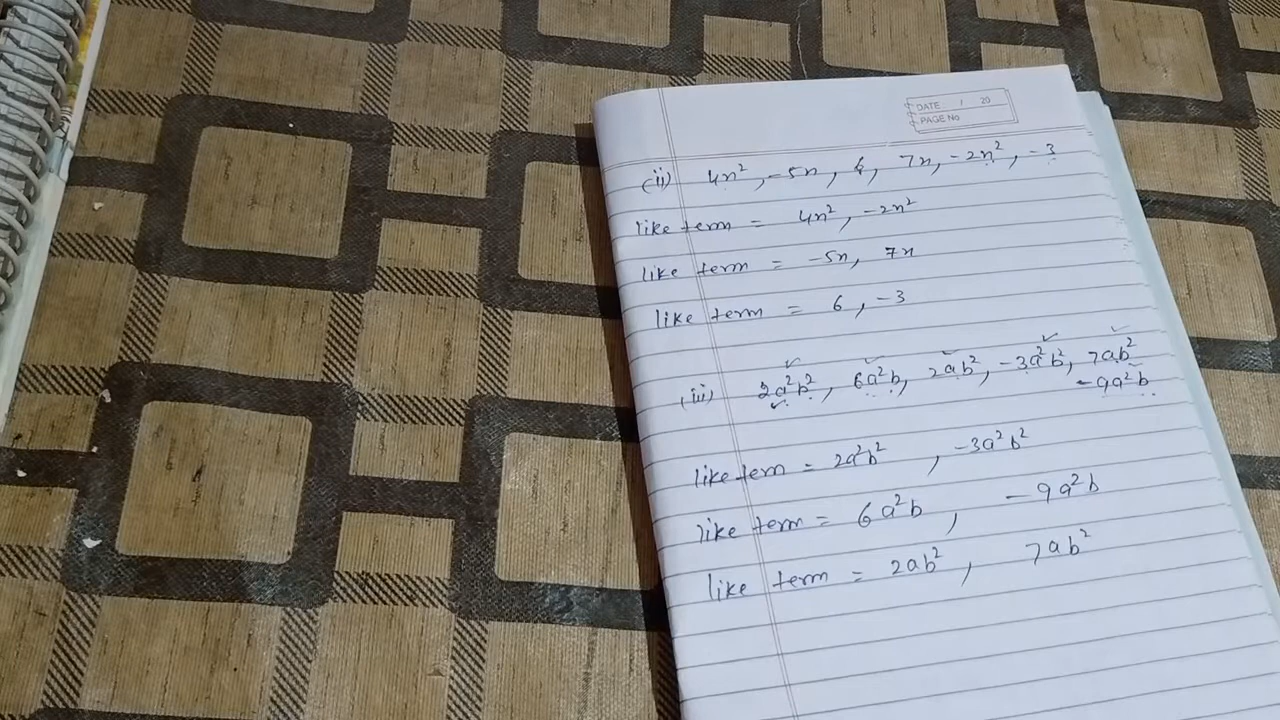 DATE / 20
PAGE No
(ii) 4x², -5x, 6, 7x, -2x², -3
like term = 4x², -2x²
like term = -5x, 7x
like term = 6, -3
(iii) 2a²b², 6a²b, 2ab², -3a²b², 7ab²
-9a²b
like term = 2a²b², -3a²b²
like term = 6a²b, -9a²b
like term = 2ab², 7ab²